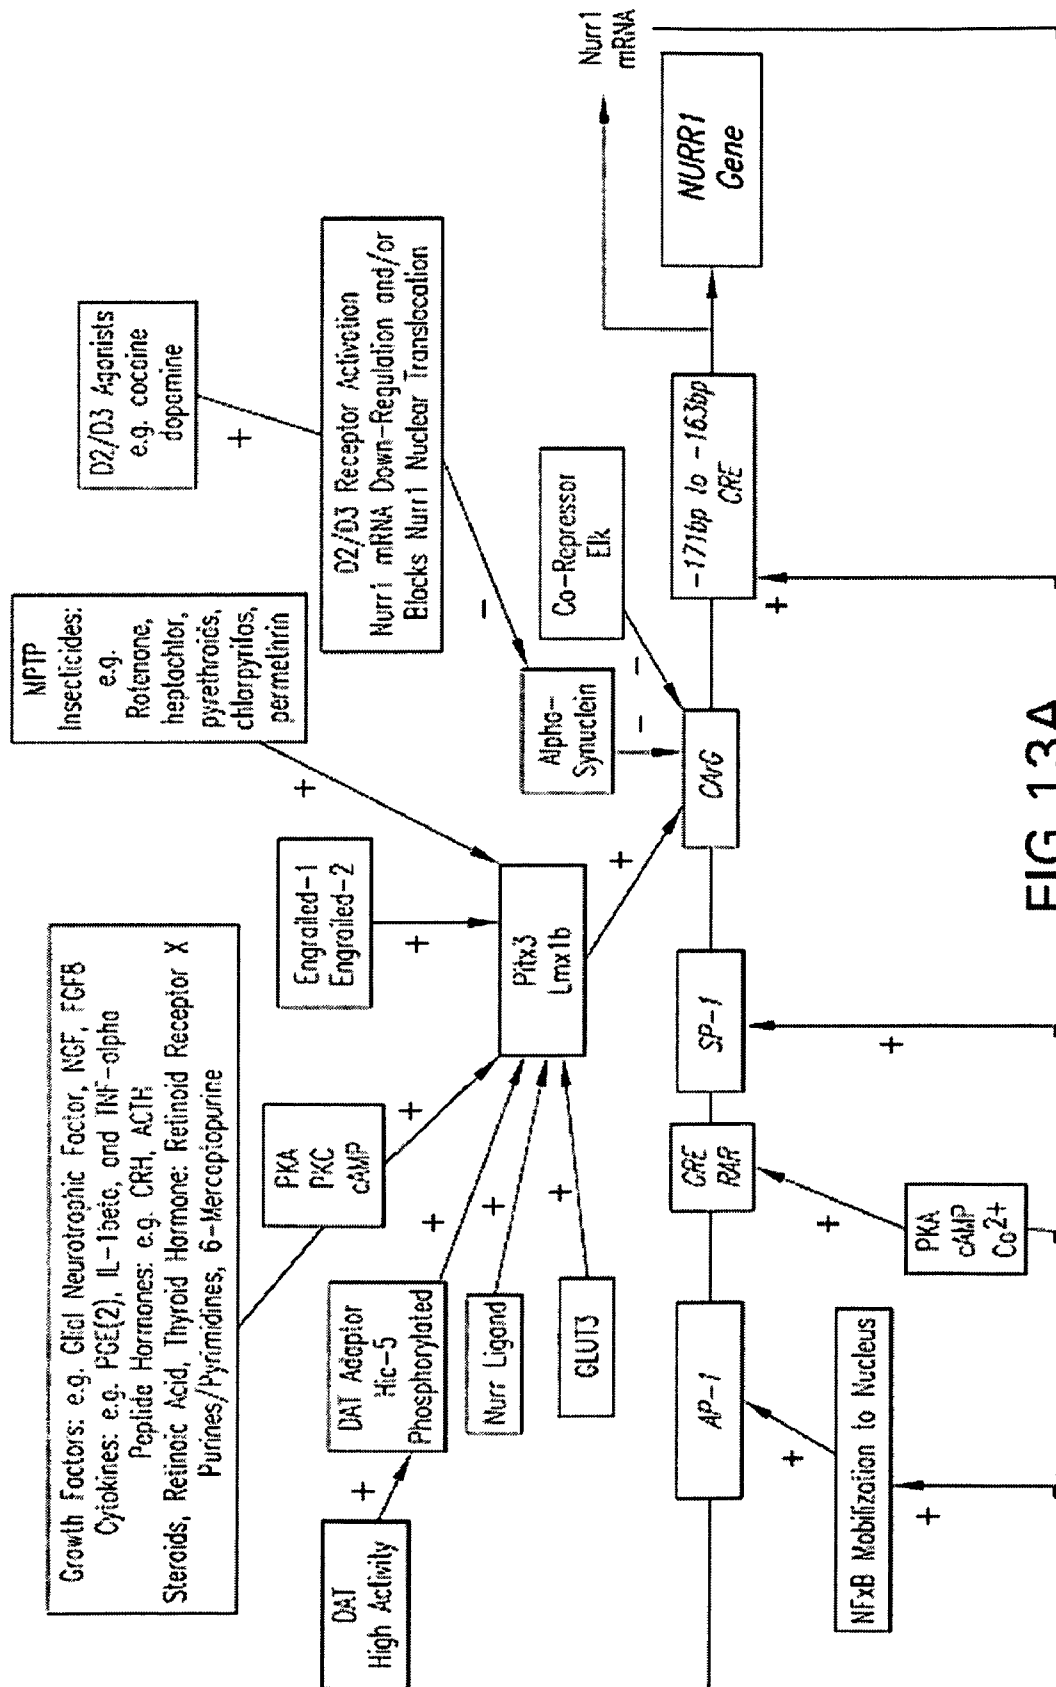 Growth Factors: e.g. Glial Neurotrophic Factor, NGF, FGF8
Cytokines: e.g. PGE(2), IL-1beta, and TNF-alpha
Peptide Hormones: e.g. CRH, ACTH
Steroids, Retinoic Acid, Thyroid Hormone: Retinoid Receptor X
Purines/Pyrimidines, 6-Mercaptopurine
MPTP
Insecticides:
e.g.
Rotenone,
heptachlor,
pyrethroids,
chlorpyrifos,
permethrin
D2/D3 Agonists
e.g. cocaine
dopamine
+
PKA
PKC
cAMP
+
Engrailed-1
Engrailed-2
+
+
D2/D3 Receptor Activation
Nurr1 mRNA Down-Regulation and/or
Blocks Nurr1 Nuclear Translocation
-
DAT
High Activity
+
DAT Adaptor
Hic-5
Phosphorylated
+
Nurr Ligand
+
GLUT3
+
Pitx3
Lmx1b
+
Alpha-
Synuclein
-
Co-Repressor
Elk
-
AP-1
CRE
RAR
SP-1
CArG
-171bp to -163bp
CRE
NURR1
Gene
Nurr1
mRNA
+
NFxB Mobilization to Nucleus
+
+
PKA
cAMP
Ca2+
+
+
FIG.13A